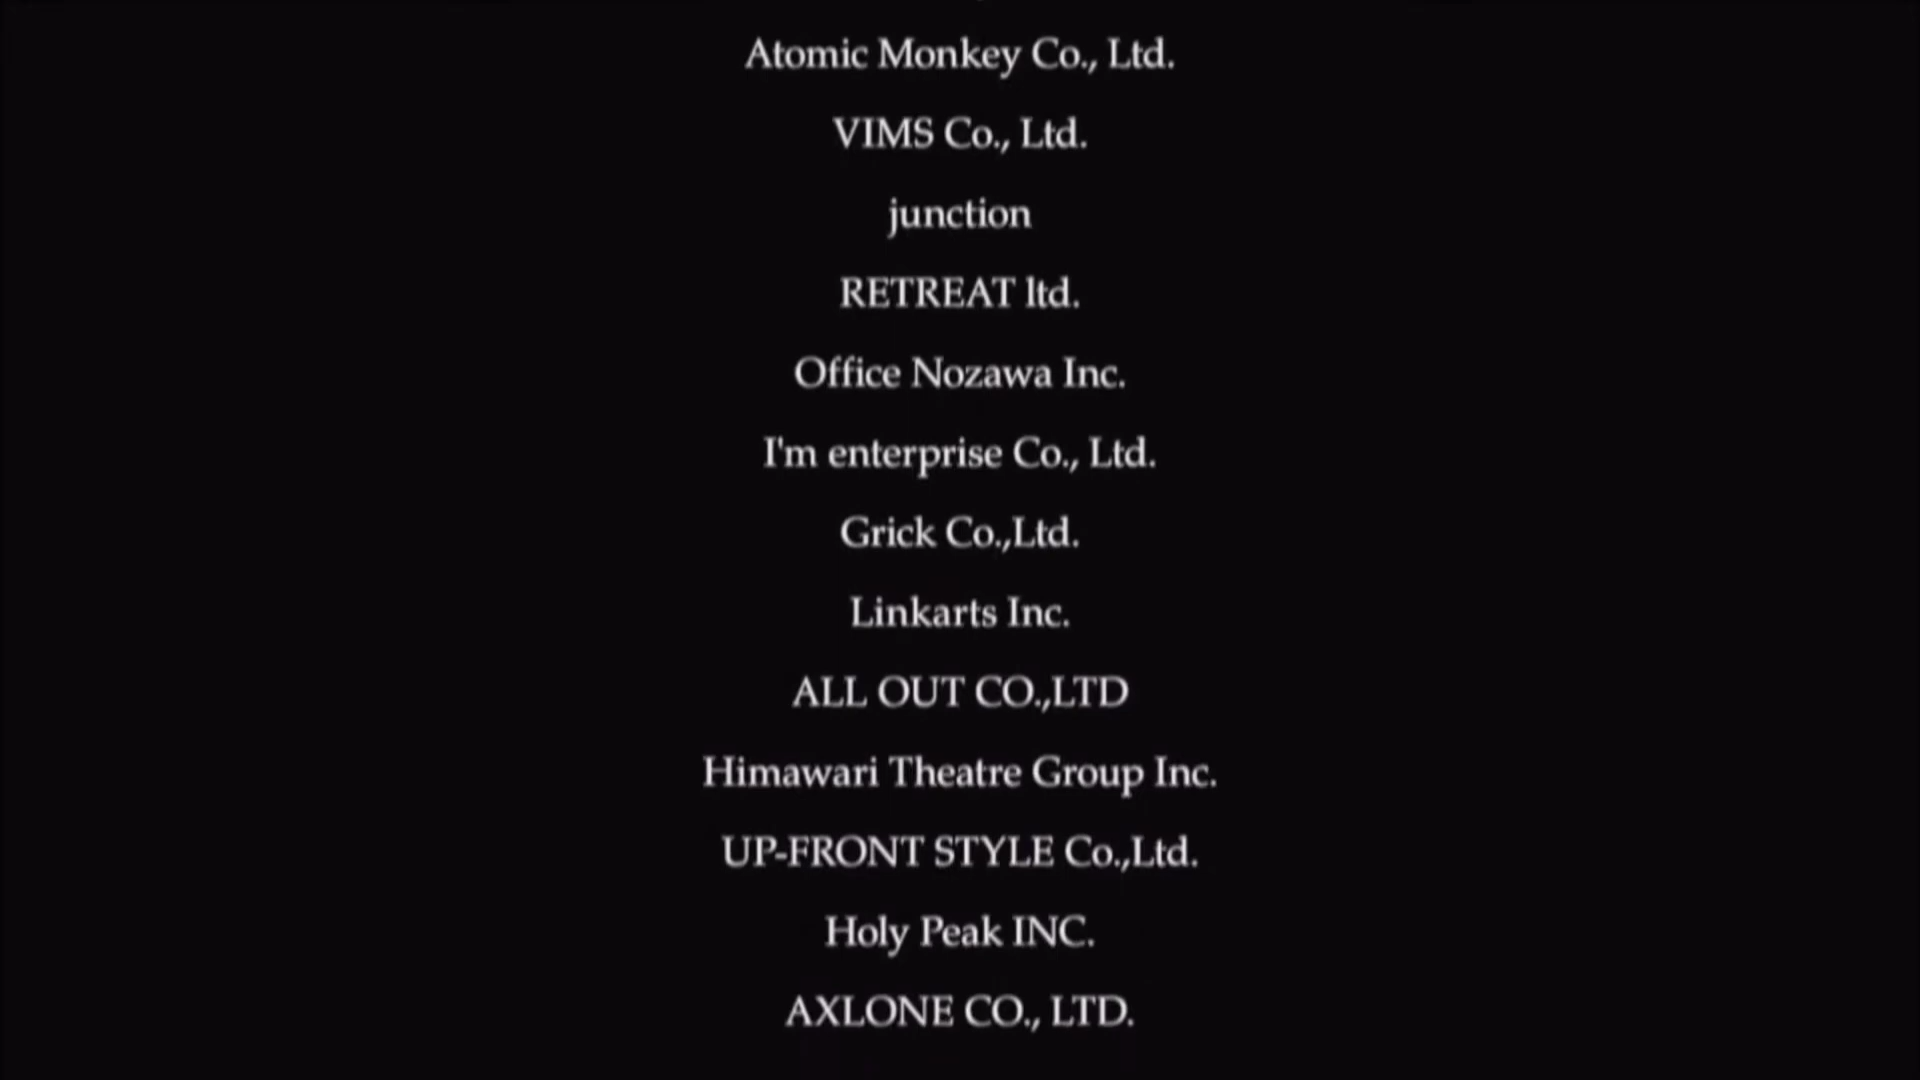 Atomic Monkey Co., Ltd.
VIMS Co., Ltd.
junction
RETREAT ltd.
Office Nozawa Inc.
I'm enterprise Co., Ltd.
Grick Co.,Ltd.
Linkarts Inc.
ALL OUT CO.,LTD
Himawari Theatre Group Inc.
UP-FRONT STYLE Co.,Ltd.
Holy Peak INC.
AXLONE CO., LTD.